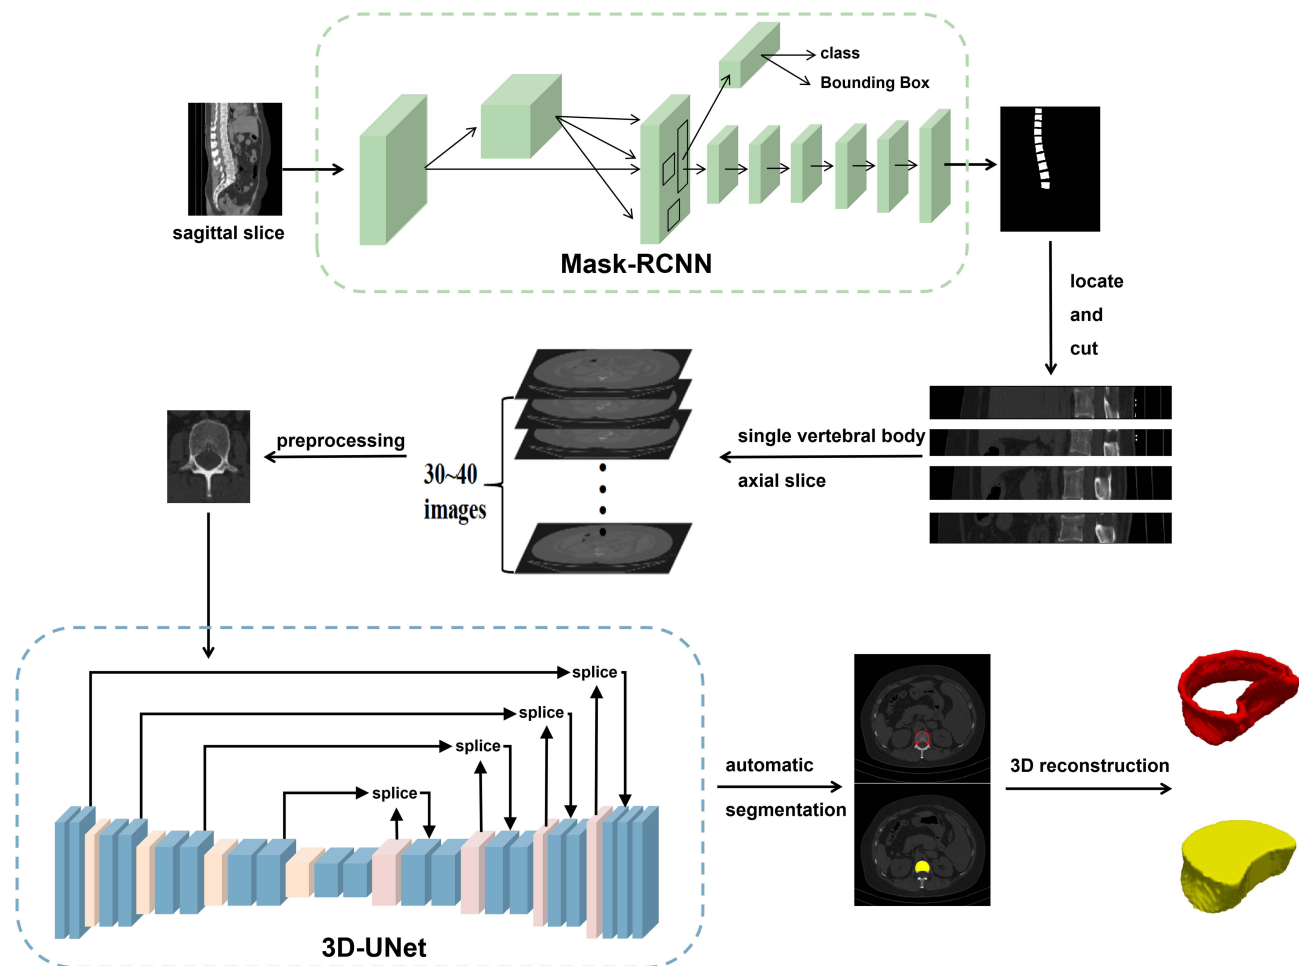 class
Bounding Box
sagittal slice
Mask-RCNN
locate
and
cut
single vertebral body
axial slice
30~40
images
preprocessing
splice
splice
splice
splice
3D-UNet
automatic
segmentation
3D reconstruction